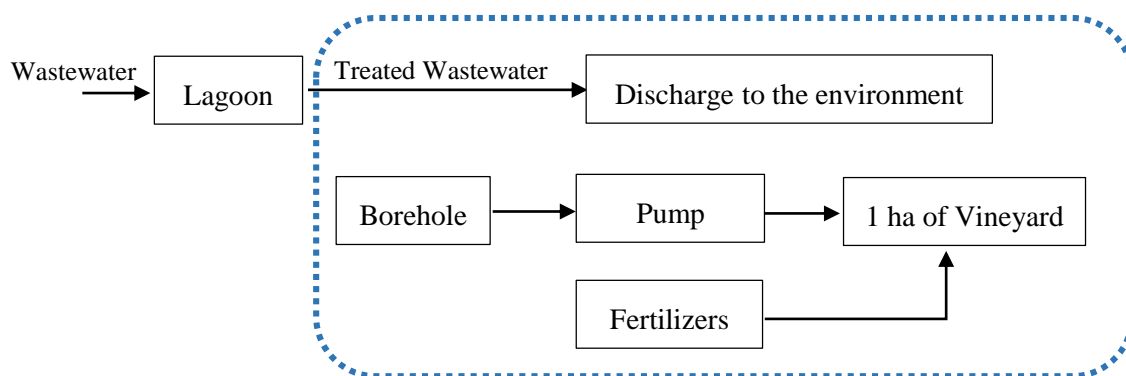 Wastewater
Lagoon
Treated Wastewater
Discharge to the environment
Borehole
Pump
1 ha of Vineyard
Fertilizers